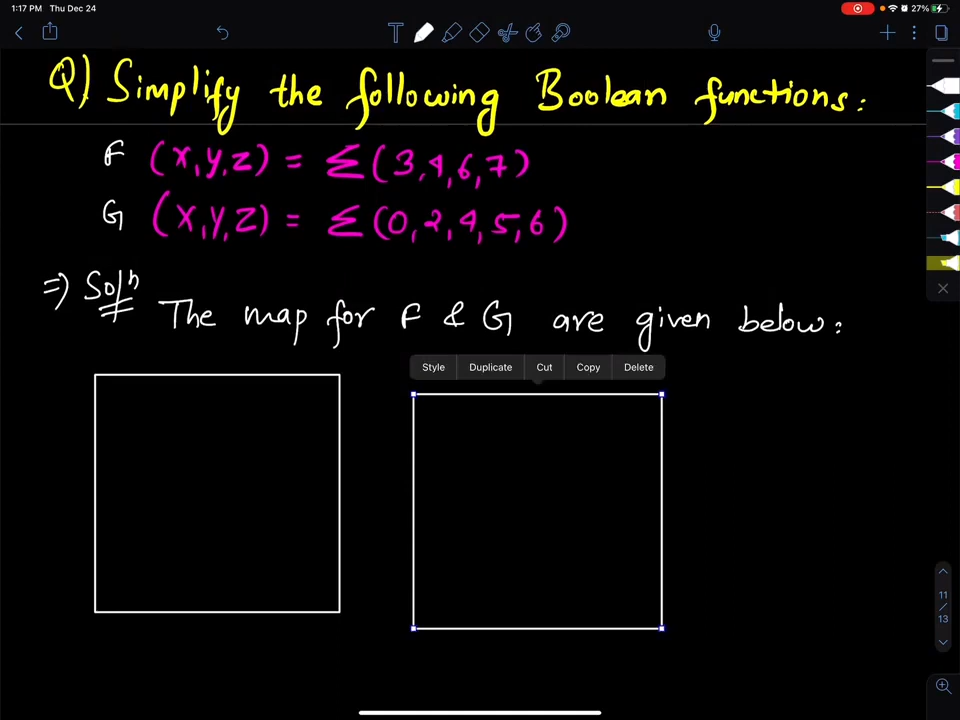 1:17 PM Thu Dec 24
27%
Q) Simplify the following Boolean functions:
F (x,y,z) = Σ(3,4,6,7)
G (x,y,z) = Σ(0,2,4,5,6)
=) Solⁿ
The map for F & G are given below:
Style Duplicate Cut Copy Delete
11
/
13